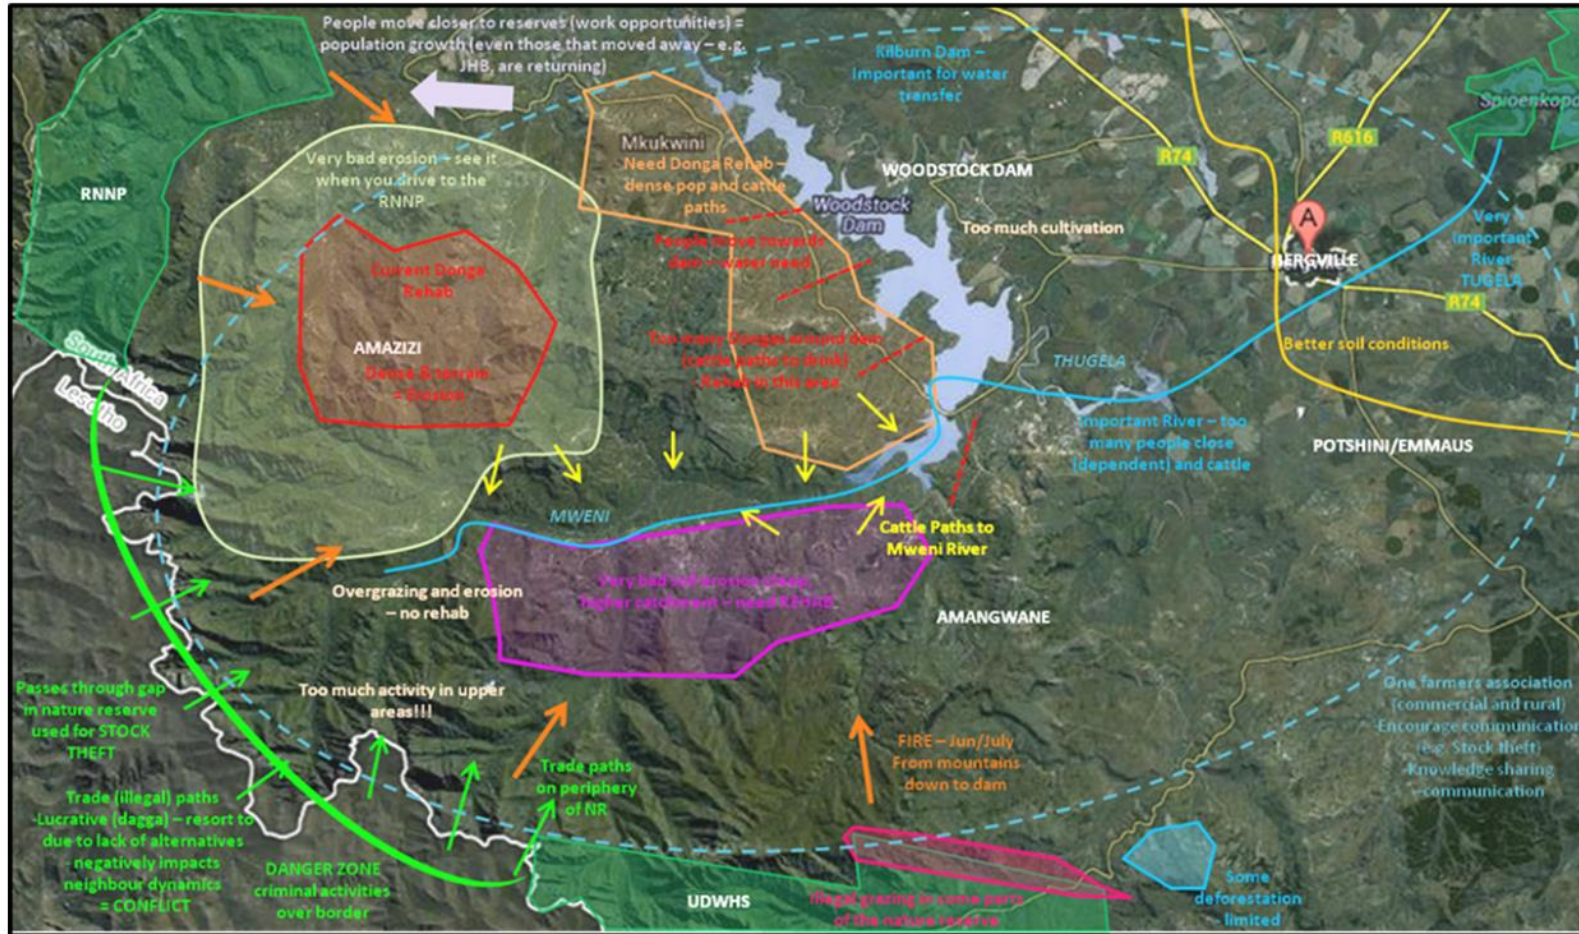 People move closer to reserves (work opportunities) =
population growth (even those that moved away – e.g.
JHB, are returning)
Kilburn Dam –
Important for water
transfer
Spioenkop
R616
R74
Mkukwini
Need Donga Rehab –
dense pop and cattle
paths
WOODSTOCK DAM
Woodstock
Dam
Very bad erosion – see it
when you drive to the
RNNP
RNNP
Too much cultivation
A
BERGVILLE
Very
important
River
TUGELA
R74
People move towards
dam – water need
Current Donga
Rehab
AMAZIZI
Dense & terrain
= Erosion
Too many Dongas around dam
(cattle paths to drink)
Rehab in this area
Better soil conditions
THUGELA
South Africa
Lesotho
Important River – too
many people close
(dependent) and cattle
POTSHINI/EMMAUS
MWENI
Cattle Paths to
Mweni River
Overgrazing and erosion
– no rehab
Very bad soil erosion
higher catchment – need REHAB
AMANGWANE
Passes through gap
in nature reserve
used for STOCK
THEFT
Too much activity in upper
areas!!!
One farmers association
(commercial and rural)
-Encourage communication
(e.g. Stock theft)
-Knowledge sharing
communication
FIRE – Jun/July
From mountains
down to dam
Trade paths
on periphery
of NR
Trade (illegal) paths
-Lucrative (dagga) – resort to
due to lack of alternatives
-negatively impacts
neighbour dynamics
= CONFLICT
DANGER ZONE
criminal activities
over border
UDWHS
Illegal grazing in some parts
of the nature reserve
Some
deforestation
- limited